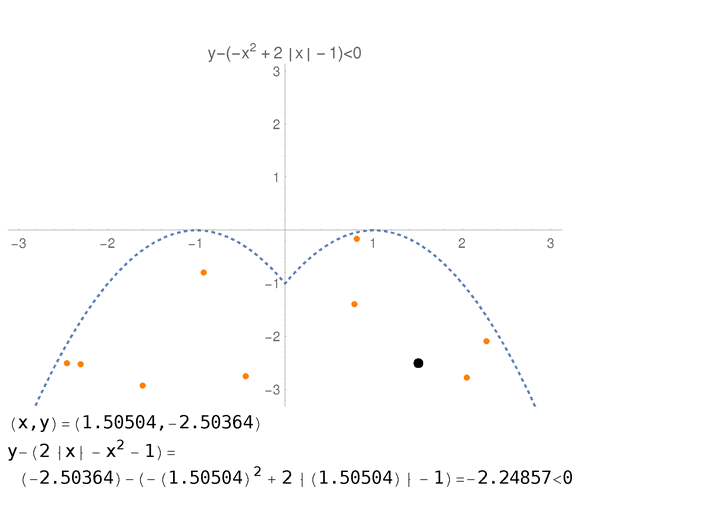 y−(−x² + 2 |x| − 1)<0
3
2
1
−3 −2 −1 1 2 3
−1
−2
−3
(x,y) = (1.50504,−2.50364)
y− (2 |x| − x² − 1) =
(−2.50364) − (− (1.50504)² + 2 | (1.50504) | − 1) =−2.24857<0